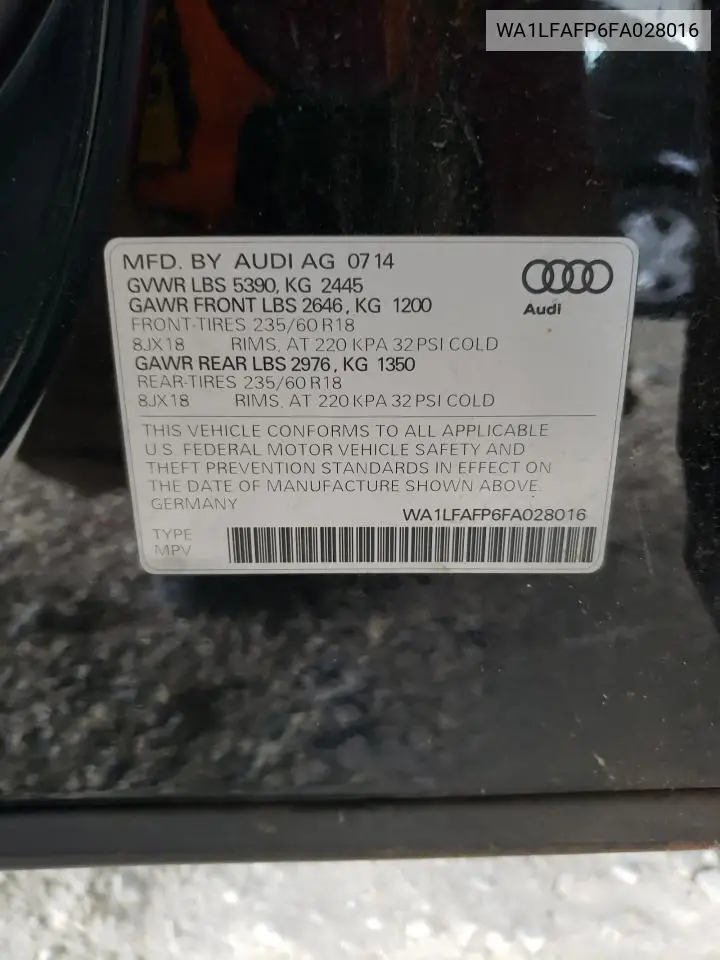 WA1LFAFP6FA028016
MFD. BY AUDI AG 0714
GVWR LBS 5390, KG 2445
GAWR FRONT LBS 2646, KG 1200
FRONT-TIRES 235/60 R18
8JX18 RIMS, AT 220 KPA 32 PSI COLD
GAWR REAR LBS 2976, KG 1350
REAR-TIRES 235/60 R18
8JX18 RIMS, AT 220 KPA 32 PSI COLD
Audi
THIS VEHICLE CONFORMS TO ALL APPLICABLE
U.S. FEDERAL MOTOR VEHICLE SAFETY AND
THEFT PREVENTION STANDARDS IN EFFECT ON
THE DATE OF MANUFACTURE SHOWN ABOVE.
GERMANY
WA1LFAFP6FA028016
TYPE
MPV